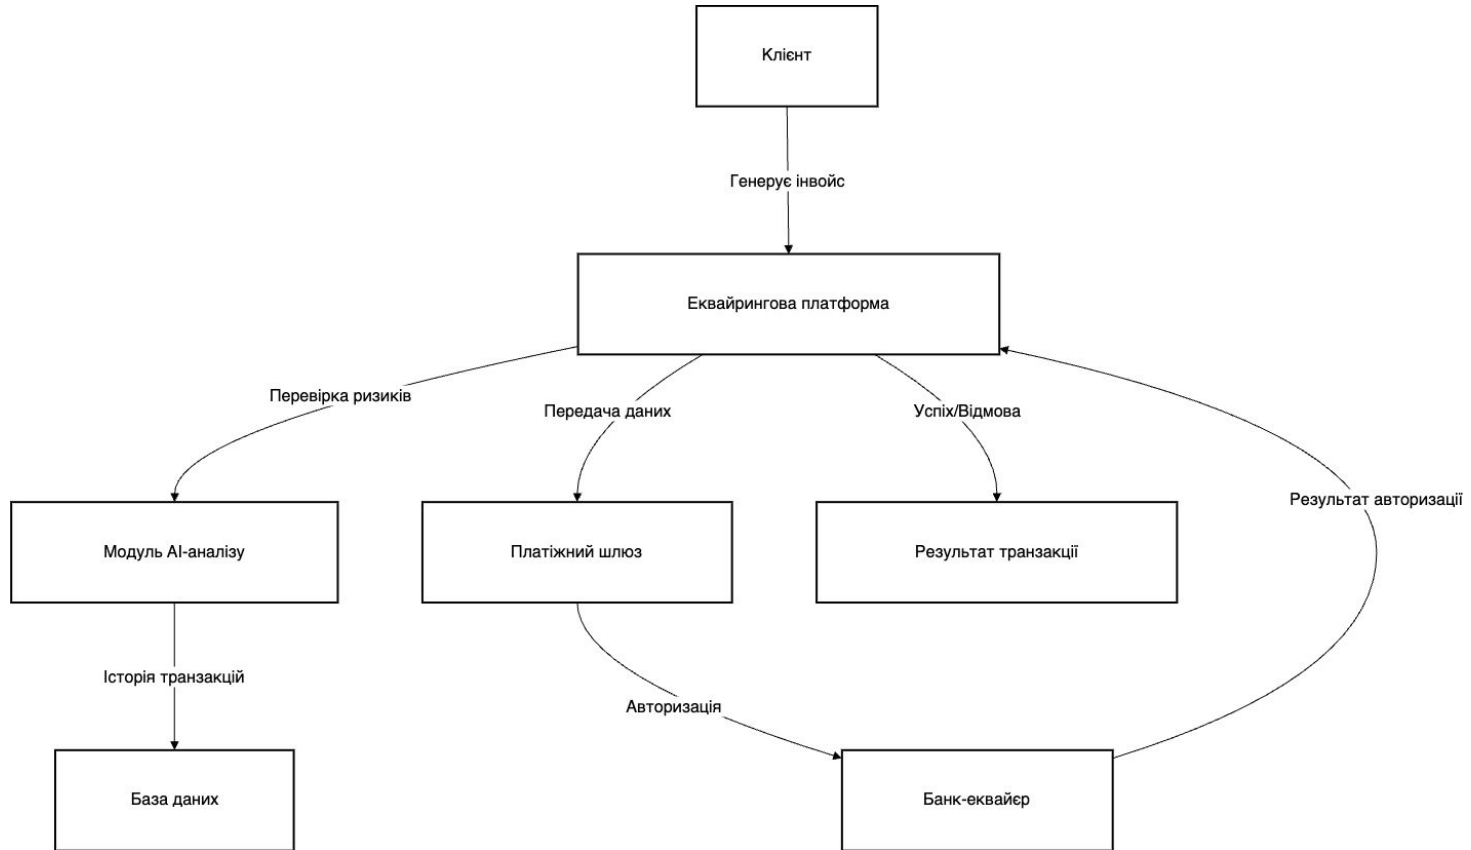 Клієнт
Генерує інвойс
Еквайрингова платформа
Перевірка ризиків
Передача даних
Успіх/Відмова
Результат авторизації
Модуль AI-аналізу
Платіжний шлюз
Результат транзакції
Історія транзакцій
Авторизація
База даних
Банк-еквайєр